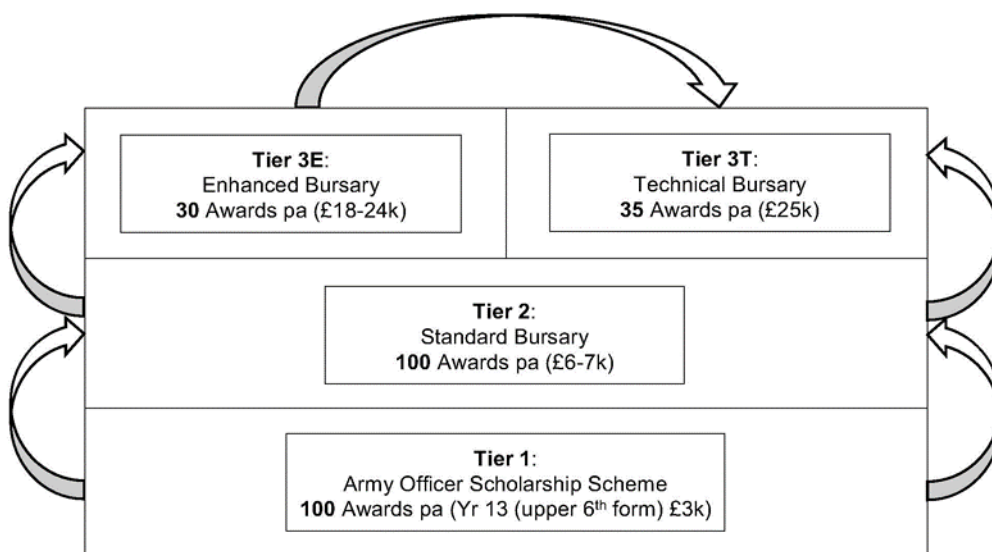 Tier 3E:
Enhanced Bursary
30 Awards pa (£18-24k)
Tier 3T:
Technical Bursary
35 Awards pa (£25k)
Tier 2:
Standard Bursary
100 Awards pa (£6-7k)
Tier 1:
Army Officer Scholarship Scheme
100 Awards pa (Yr 13 (upper 6th form) £3k)